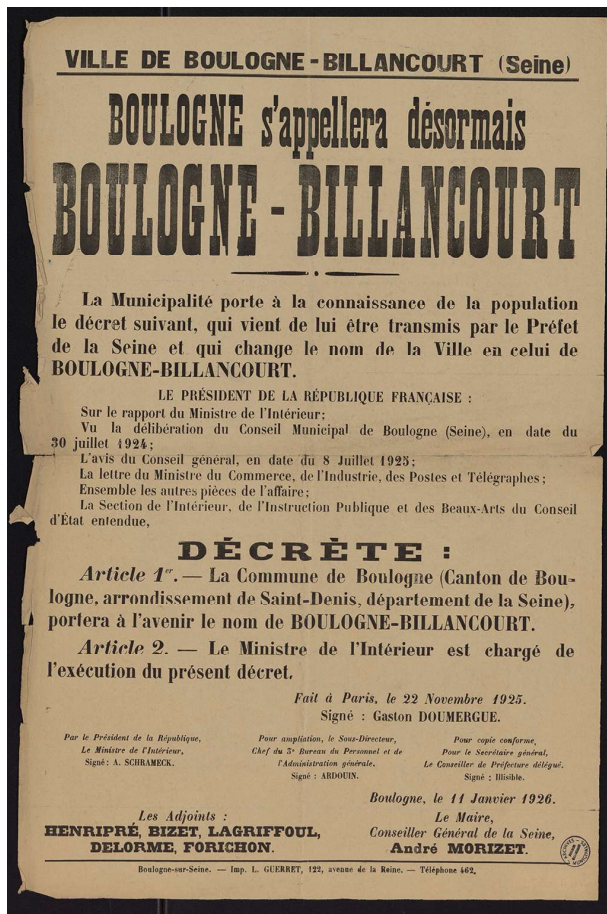 VILLE DE BOULOGNE-BILLANCOURT (Seine)
BOULOGNE s'appellera désormais
BOULOGNE - BILLANCOURT
La Municipalité porte à la connaissance de la population
le décret suivant, qui vient de lui être transmis par le Préfet
de la Seine et qui change le nom de la Ville en celui de
BOULOGNE-BILLANCOURT.
LE PRÉSIDENT DE LA RÉPUBLIQUE FRANÇAISE :
Sur le rapport du Ministre de l'Intérieur;
Vu la délibération du Conseil Municipal de Boulogne (Seine), en date du
30 juillet 1924;
L'avis du Conseil général, en date du 8 Juillet 1925;
La lettre du Ministre du Commerce, de l'Industrie, des Postes et Télégraphes;
Ensemble les autres pièces de l'affaire;
La Section de l'Intérieur, de l'Instruction Publique et des Beaux-Arts du Conseil
d'État entendue,
DÉCRÈTE :
Article 1er. — La Commune de Boulogne (Canton de Bou-
logne, arrondissement de Saint-Denis, département de la Seine),
portera à l'avenir le nom de BOULOGNE-BILLANCOURT.
Article 2. — Le Ministre de l'Intérieur est chargé de
l'exécution du présent décret.
Fait à Paris, le 22 Novembre 1925.
Signé : Gaston DOUMERGUE.
Par le Président de la République,
Le Ministre de l'Intérieur,
Signé : A. SCHRAMECK.
Pour ampliation, le Sous-Directeur,
Chef du 3e Bureau du Personnel et de
l'Administration générale.
Signé : ARDOUIN.
Pour copie conforme,
Pour le Secrétaire général,
Le Conseiller de Préfecture délégué.
Signé : Illisible.
Boulogne, le 11 Janvier 1926.
Les Adjoints :
HENRIPRÉ, BIZET, LAGRIFFOUL,
DELORME, FORICHON.
Le Maire,
Conseiller Général de la Seine,
André MORIZET.
Boulogne-sur-Seine. — Imp. L. GUERRET, 122, avenue de la Reine. — Téléphone 462.